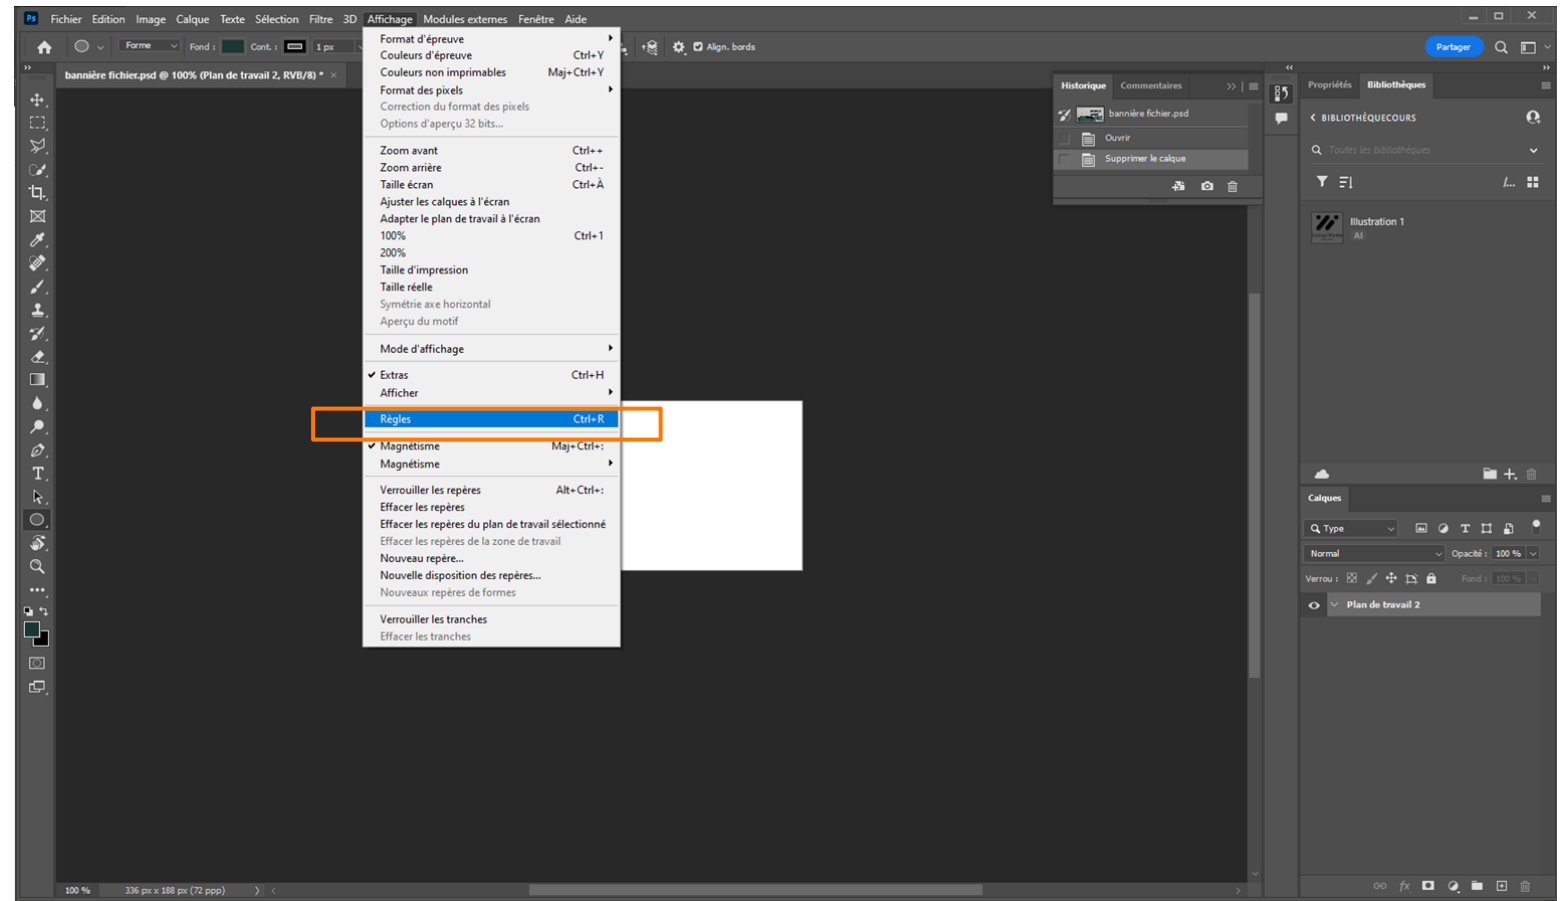 Ps Fichier Edition Image Calque Texte Sélection Filtre 3D Affichage Modules externes Fenêtre Aide
Forme Fond : Cont. : 1 px Align. bords Partager
bannière fichier.psd @ 100% (Plan de travail 2, RVB/8) * ×
Format d'épreuve
Couleurs d'épreuve Ctrl+Y
Couleurs non imprimables Maj+Ctrl+Y
Format des pixels
Correction du format des pixels
Options d'aperçu 32 bits...
Zoom avant Ctrl++
Zoom arrière Ctrl+-
Taille écran Ctrl+À
Ajuster les calques à l'écran
Adapter le plan de travail à l'écran
100% Ctrl+1
200%
Taille d'impression
Taille réelle
Symétrie axe horizontal
Aperçu du motif
Mode d'affichage
Extras Ctrl+H
Afficher
Règles Ctrl+R
Magnétisme Maj+Ctrl+:
Magnétisme
Verrouiller les repères Alt+Ctrl+:
Effacer les repères
Effacer les repères du plan de travail sélectionné
Effacer les repères de la zone de travail
Nouveau repère...
Nouvelle disposition des repères...
Nouveaux repères de formes
Verrouiller les tranches
Effacer les tranches
Historique Commentaires
bannière fichier.psd
Ouvrir
Supprimer le calque
Propriétés Bibliothèques
< BIBLIOTHÈQUECOURS
Toutes les bibliothèques
/...
Illustration 1
AI
Calques
Type
Normal Opacité : 100 %
Verrou : Fond : 100 %
Plan de travail 2
fx
100 % 336 px x 188 px (72 ppp)